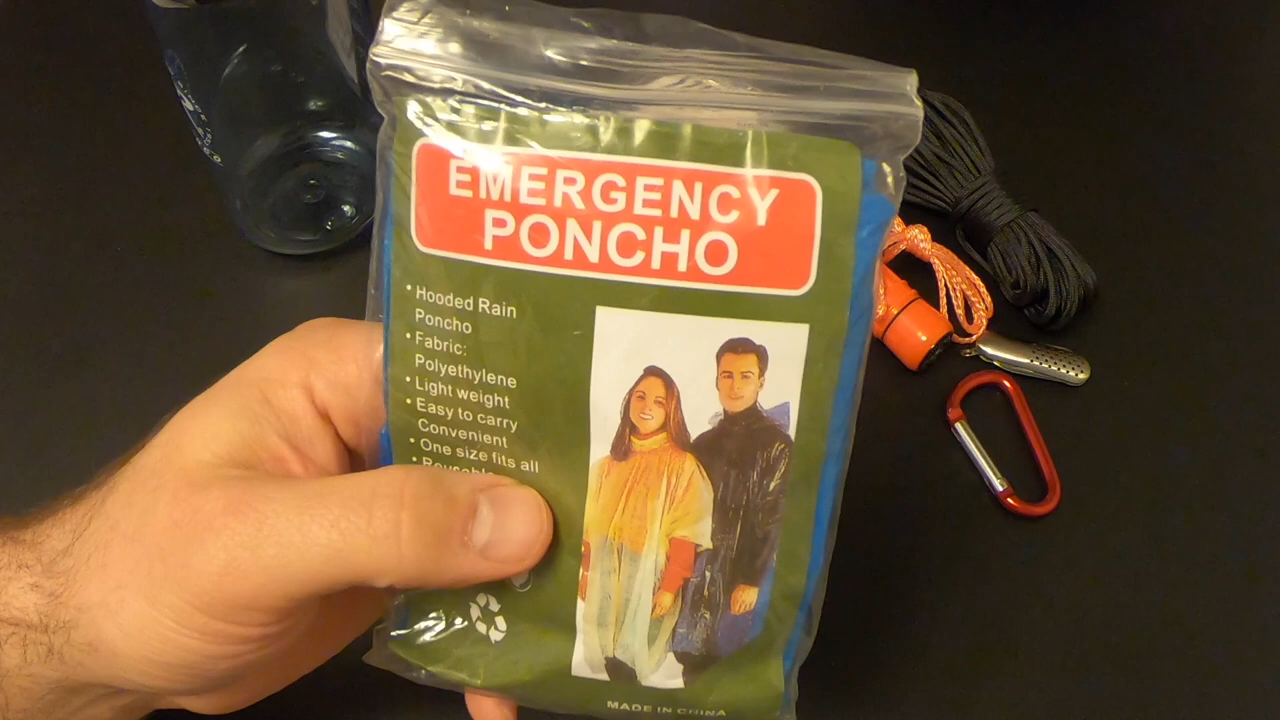 EMERGENCY
PONCHO
• Hooded Rain
Poncho
• Fabric:
Polyethylene
• Light weight
• Easy to carry
Convenient
• One size fits all
• Reusable
MADE IN CHINA